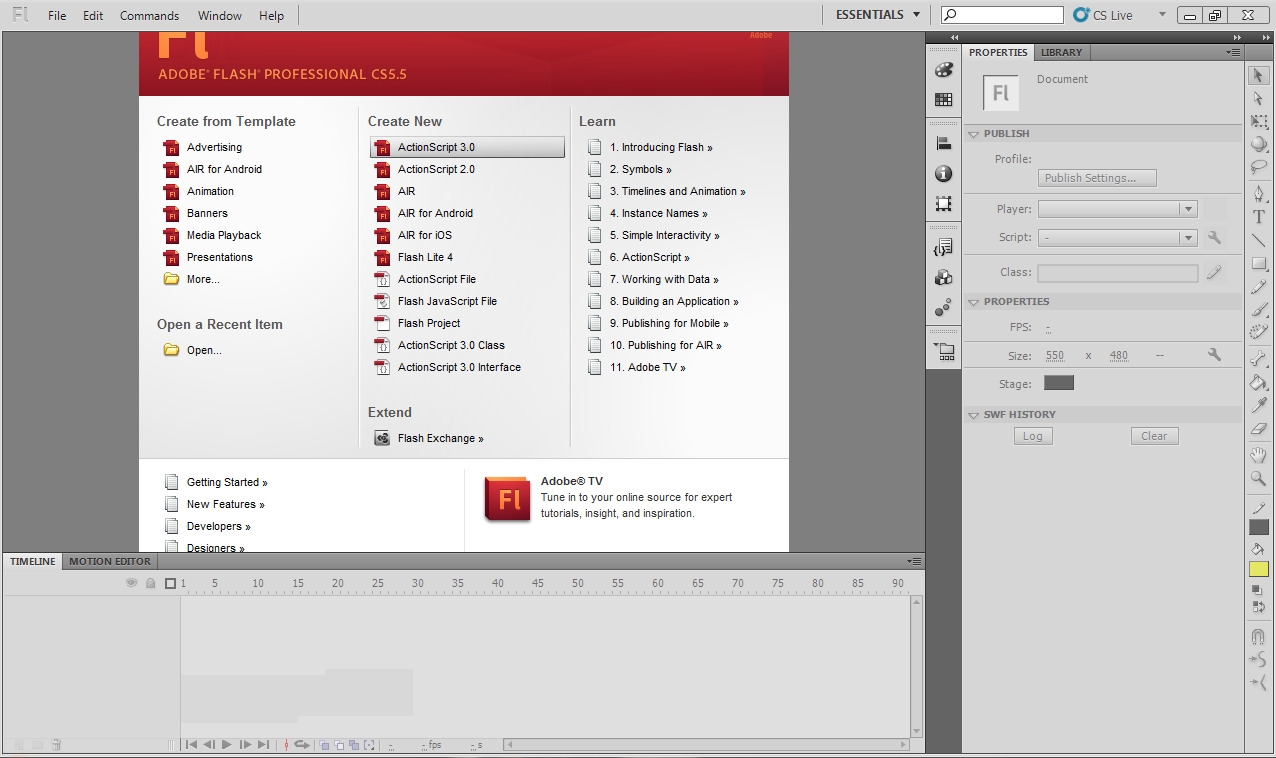 Fl File Edit Commands Window Help ESSENTIALS CS Live
Fl
Adobe
ADOBE® FLASH® PROFESSIONAL CS5.5
Create from Template
Advertising
AIR for Android
Animation
Banners
Media Playback
Presentations
More...
Open a Recent Item
Open...
Create New
ActionScript 3.0
ActionScript 2.0
AIR
AIR for Android
AIR for iOS
Flash Lite 4
ActionScript File
Flash JavaScript File
Flash Project
ActionScript 3.0 Class
ActionScript 3.0 Interface
Extend
Flash Exchange »
Learn
1. Introducing Flash »
2. Symbols »
3. Timelines and Animation »
4. Instance Names »
5. Simple Interactivity »
6. ActionScript »
7. Working with Data »
8. Building an Application »
9. Publishing for Mobile »
10. Publishing for AIR »
11. Adobe TV »
Getting Started »
New Features »
Developers »
Designers »
Fl
Adobe® TV
Tune in to your online source for expert
tutorials, insight, and inspiration.
PROPERTIES LIBRARY
Fl Document
PUBLISH
Profile:
Publish Settings...
Player:
Script: -
Class:
PROPERTIES
FPS: -
Size: 550 x 480 --
Stage:
SWF HISTORY
Log Clear
TIMELINE MOTION EDITOR
1 5 10 15 20 25 30 35 40 45 50 55 60 65 70 75 80 85 90
- - fps - s